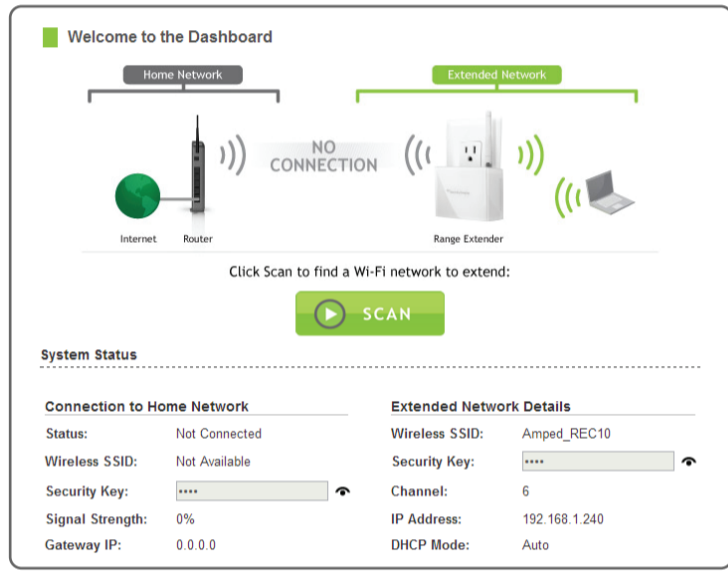 Welcome to the Dashboard
Home Network
Extended Network
NO
CONNECTION
Internet
Router
Range Extender
Click Scan to find a Wi-Fi network to extend:
SCAN
System Status
Connection to Home Network
Status: Not Connected
Wireless SSID: Not Available
Security Key: ••••
Signal Strength: 0%
Gateway IP: 0.0.0.0
Extended Network Details
Wireless SSID: Amped_REC10
Security Key: ••••
Channel: 6
IP Address: 192.168.1.240
DHCP Mode: Auto